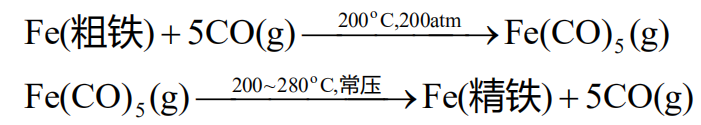 Fe(粗铁)+5CO(g) —200°C,200atm→ Fe(CO)₅(g)
Fe(CO)₅(g) —200~280°C,常压→ Fe(精铁)+5CO(g)